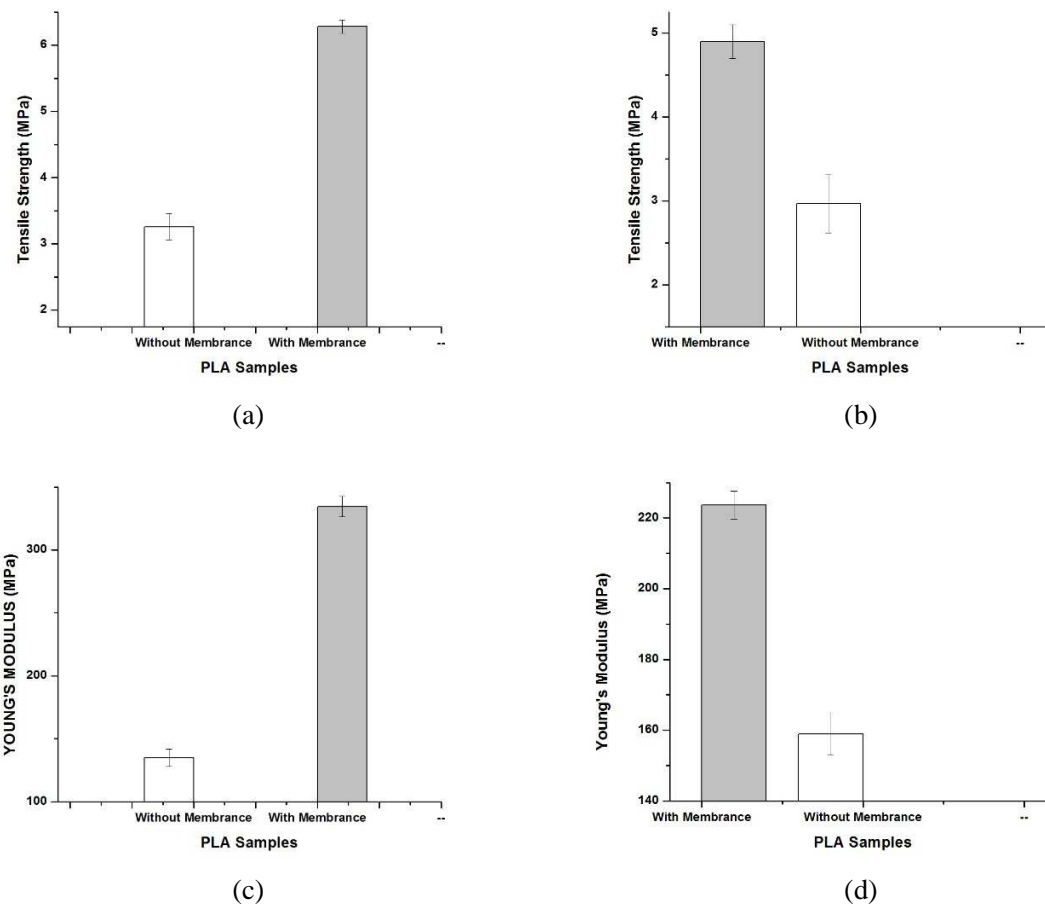 Tensile Strength (MPa)
6
5
4
3
2
Without Membrance With Membrance --
PLA Samples
(a)
Tensile Strength (MPa)
5
4
3
2
With Membrance Without Membrance --
PLA Samples
(b)
YOUNG'S MODULUS (MPa)
300
200
100
Without Membrance With Membrance --
PLA Samples
(c)
Young's Modulus (MPa)
220
200
180
160
140
With Membrance Without Membrance --
PLA Samples
(d)